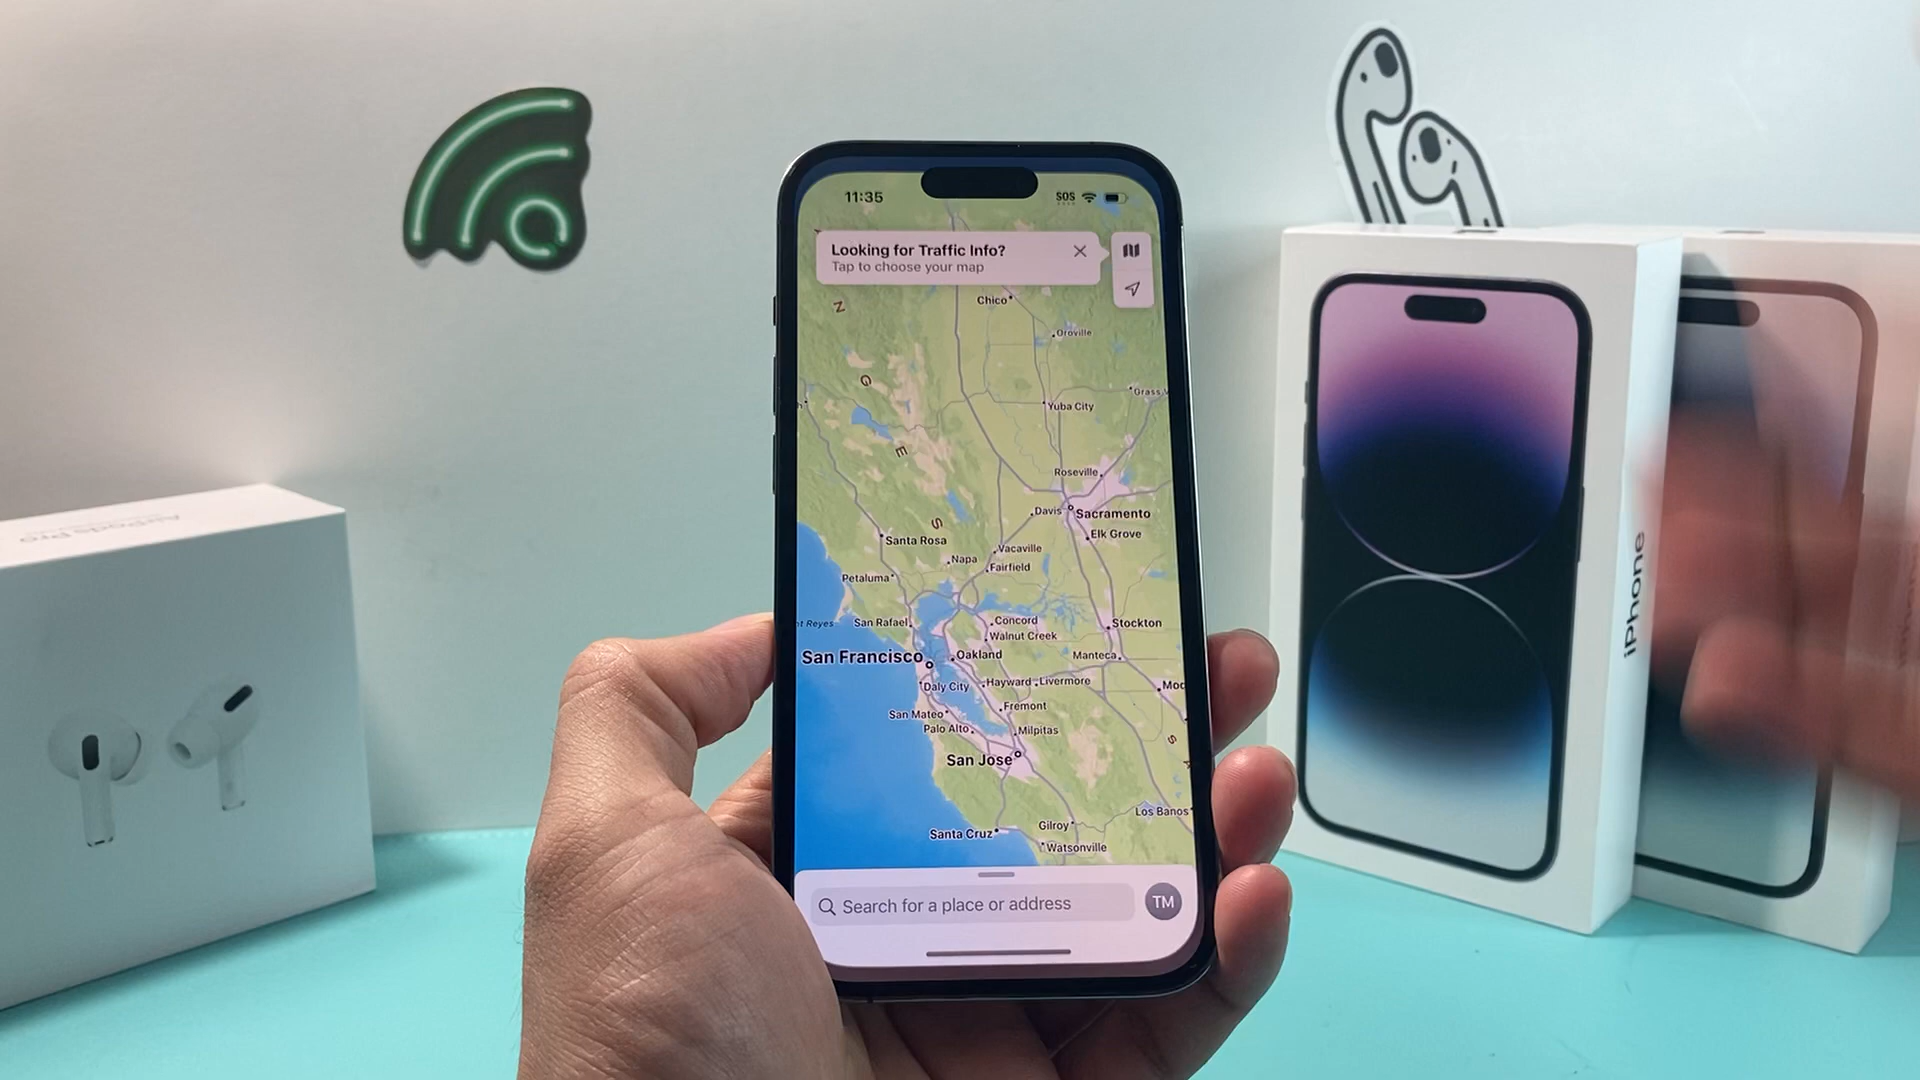 11:35
SOS
Looking for Traffic Info?
Tap to choose your map
Chico
N
Oroville
G
Grass V
Yuba City
E
Roseville
Davis
Sacramento
S
Elk Grove
Santa Rosa
Vacaville
Napa
Fairfield
Petaluma
t Reyes
San Rafael
Concord
Stockton
Walnut Creek
San Francisco
Oakland
Manteca
Daly City
Hayward
Livermore
Mod
Fremont
San Mateo
Palo Alto
Milpitas
S
San Jose
Los Banos
Santa Cruz
Gilroy
Watsonville
Search for a place or address
TM
AirPods Pro
iPhone